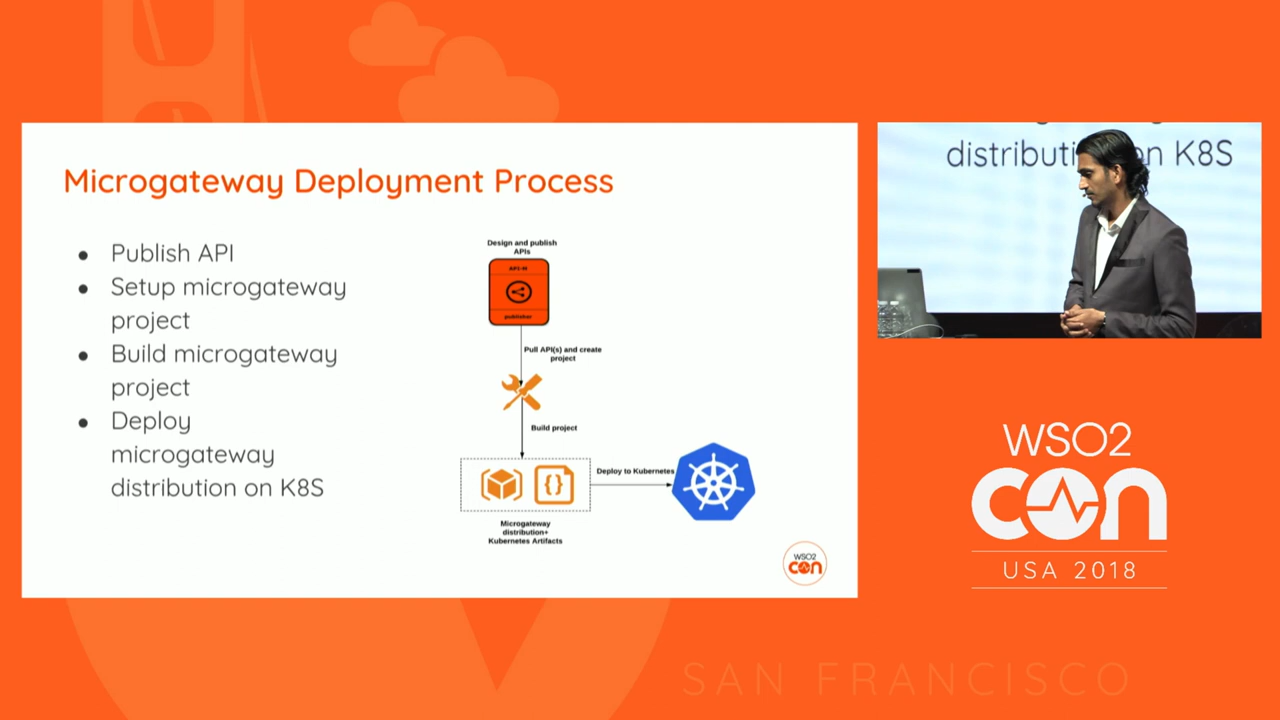 Microgateway Deployment Process
● Publish API
● Setup microgateway
project
● Build microgateway
project
● Deploy
microgateway
distribution on K8S
Design and publish
APIs
API-M
publisher
Pull API(s) and create
project
Build project
{}
Deploy to Kubernetes
Microgateway
distribution+
Kubernetes Artifacts
WSO2
con
on K8S
WSO2
con
USA 2018
SAN FRANCISCO